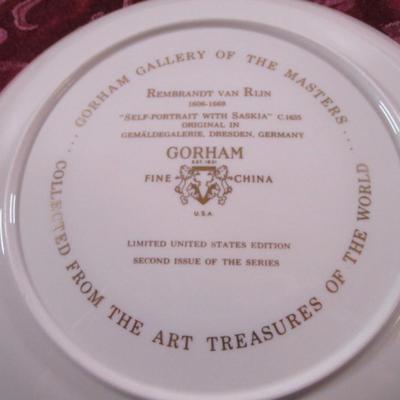 GORHAM GALLERY OF THE MASTERS....
REMBRANDT VAN RIJN
1606-1669
"SELF-PORTRAIT WITH SASKIA" C.1635
ORIGINAL IN
GEMÄLDEGALERIE, DRESDEN, GERMANY
GORHAM
EST. 1831
FINE CHINA
U.S.A.
LIMITED UNITED STATES EDITION
SECOND ISSUE OF THE SERIES
COLLECTED FROM THE ART TREASURES OF THE WORLD ....